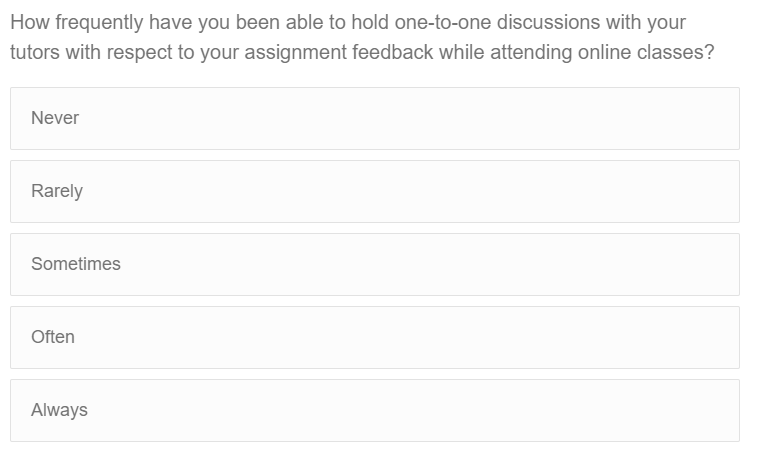 How frequently have you been able to hold one-to-one discussions with your
tutors with respect to your assignment feedback while attending online classes?
Never
Rarely
Sometimes
Often
Always